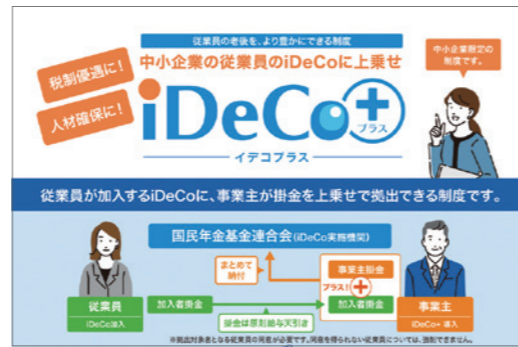 従業員の老後を、より豊かにできる制度
中小企業の従業員のiDeCoに上乗せ
税制優遇に！
人材確保に！
中小企業限定の
制度です。
iDeCo+
プラス
イデコプラス
従業員が加入するiDeCoに、事業主が掛金を上乗せで拠出できる制度です。
国民年金基金連合会(iDeCo実施機関)
まとめて
納付
事業主掛金
プラス！
加入者掛金
従業員
iDeCo加入
加入者掛金
掛金は原則給与天引き
事業主
iDeCo+ 導入
※拠出対象者となる従業員の同意が必要です。同意を得られない従業員については、強制できません。